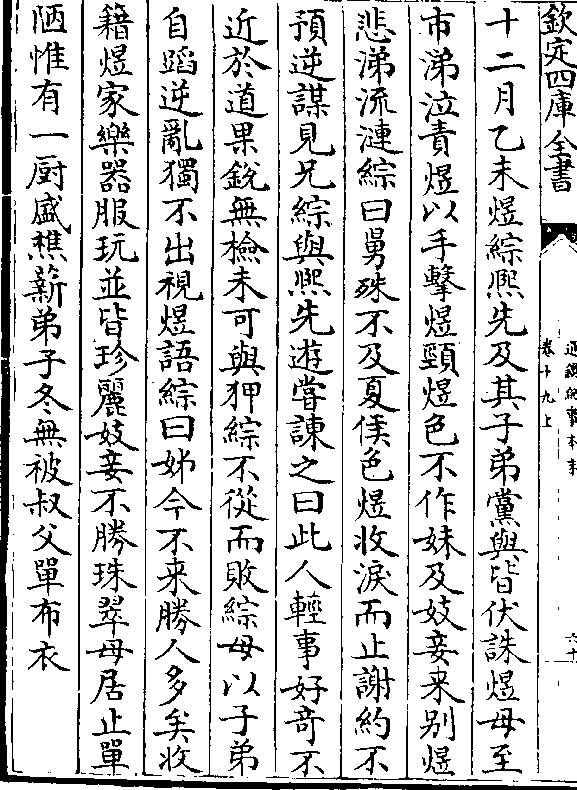 欽定四庫全書
通鑑紀事本末
卷十九上
六十
十二月乙未煜綜熙先及其子弟黨與皆伏誅煜母至
市涕泣責煜以手擊煜頸煜色不作妹及妓妾来别煜
悲涕流漣綜曰舅殊不及夏侯色煜收淚而止謝約不
預逆謀見兄綜與熙先遊嘗諫之曰此人輕事好奇不
近於道果銳無檢未可與狎綜不從而敗綜母以子弟
自蹈逆亂獨不出視煜語綜曰姊今不来勝人多矣收
籍煜家樂器服玩並皆珍麗妓妾不勝珠翠母居止單
陋惟有一厨盛樵薪弟子冬無被叔父單布衣